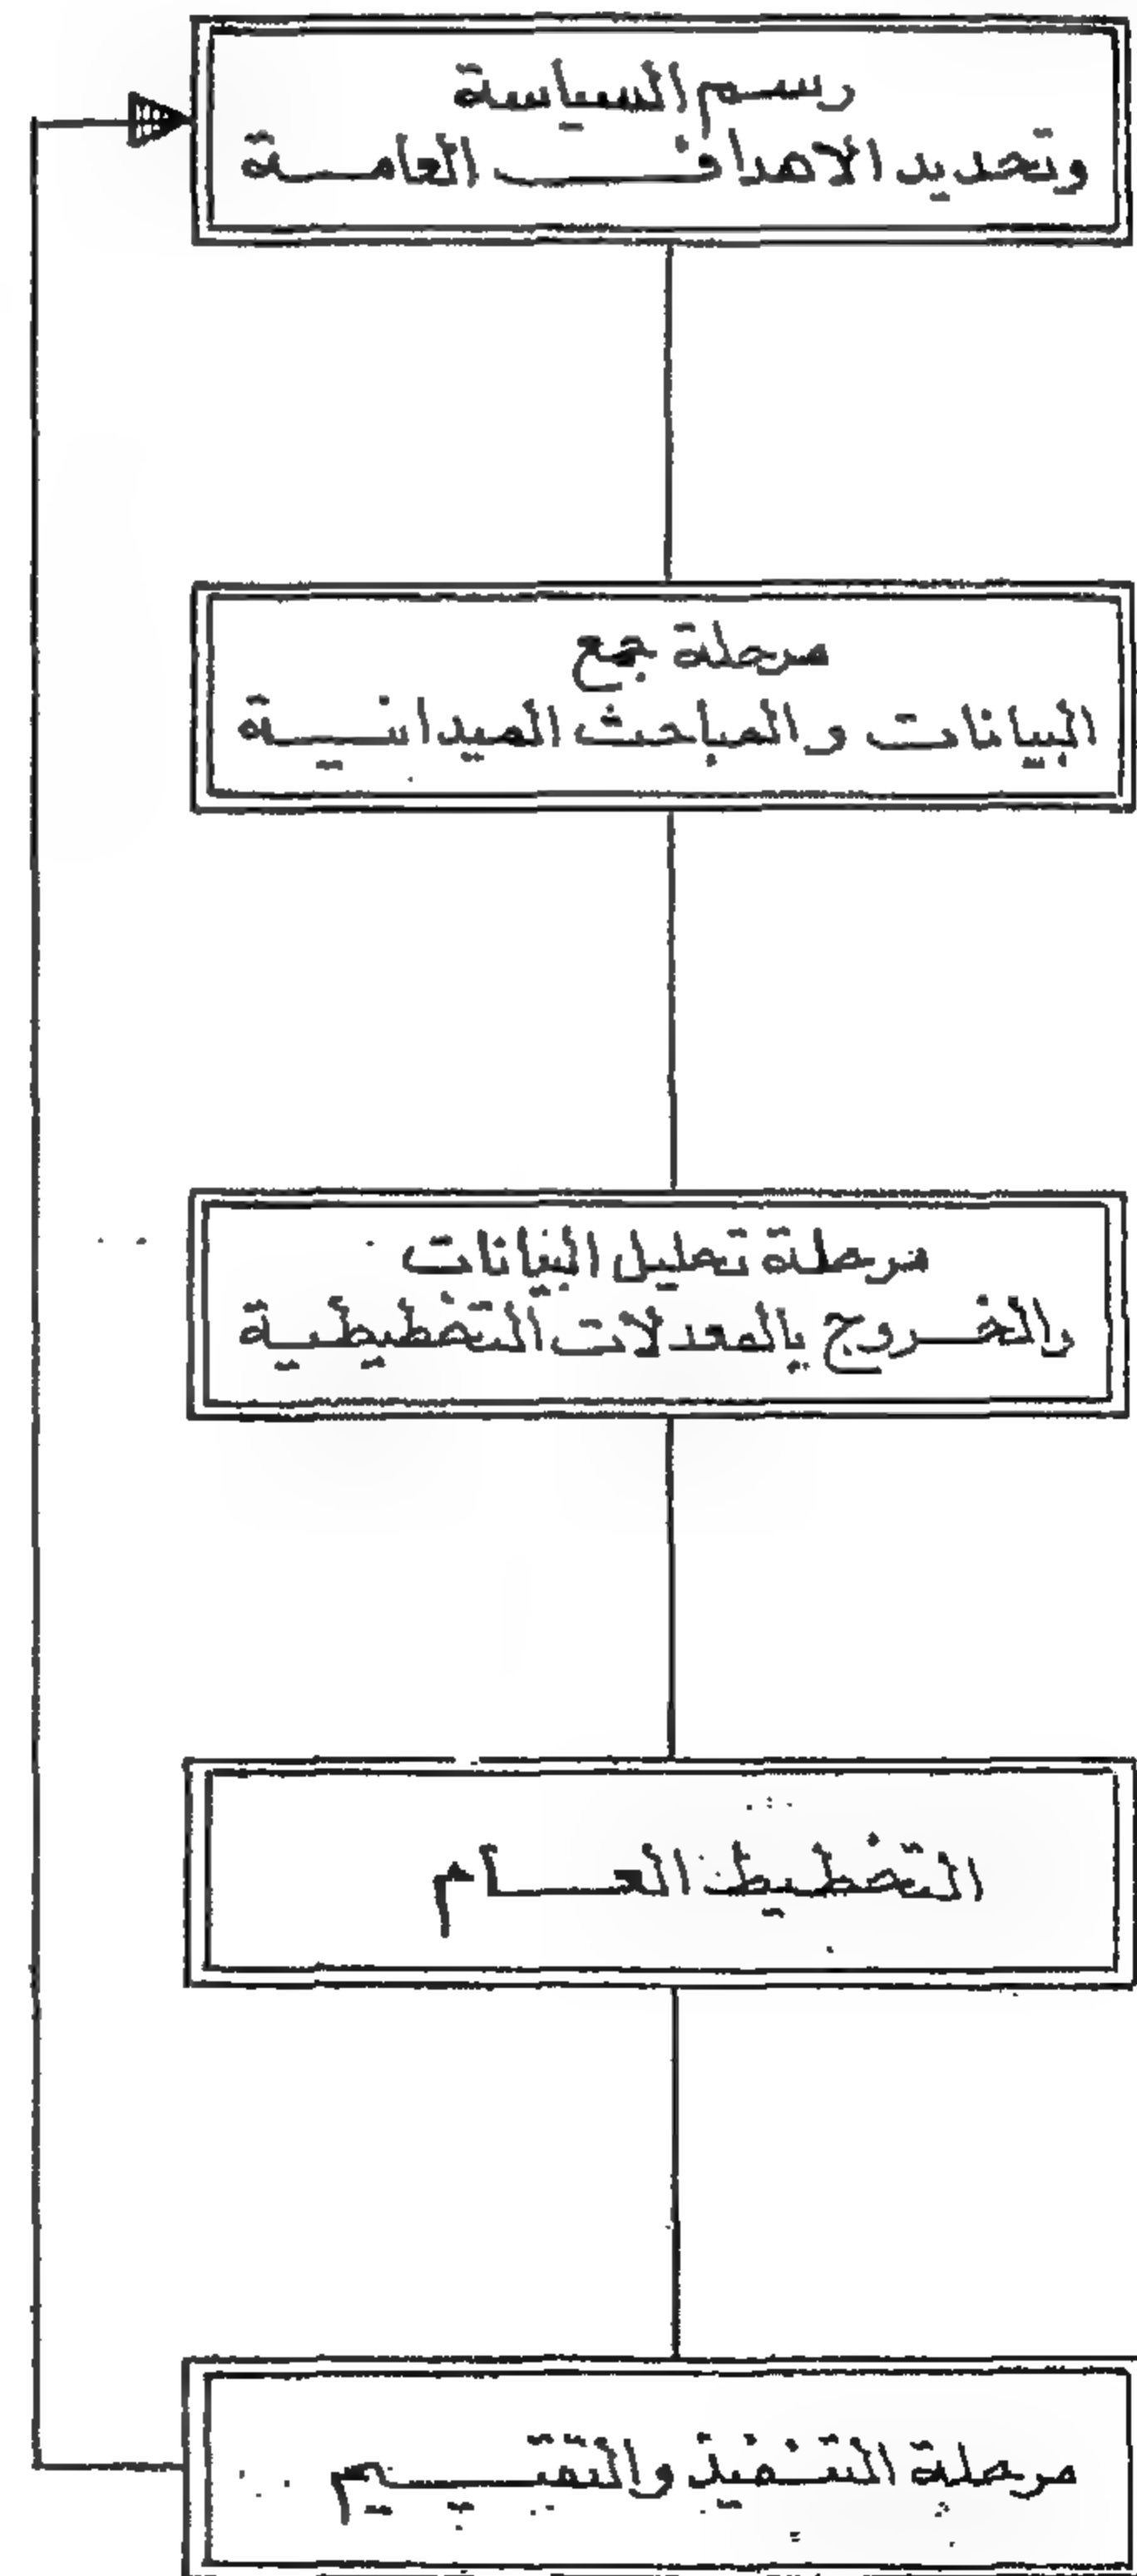 رسم السياسة
وتحديد الاهداف العامة
مرحلة جمع
البيانات والمباحث الميدانية
مرحلة تحليل البيانات
والخروج بالمعدلات التخطيطية
التخطيط العام
مرحلة التنفيذ والتقييم